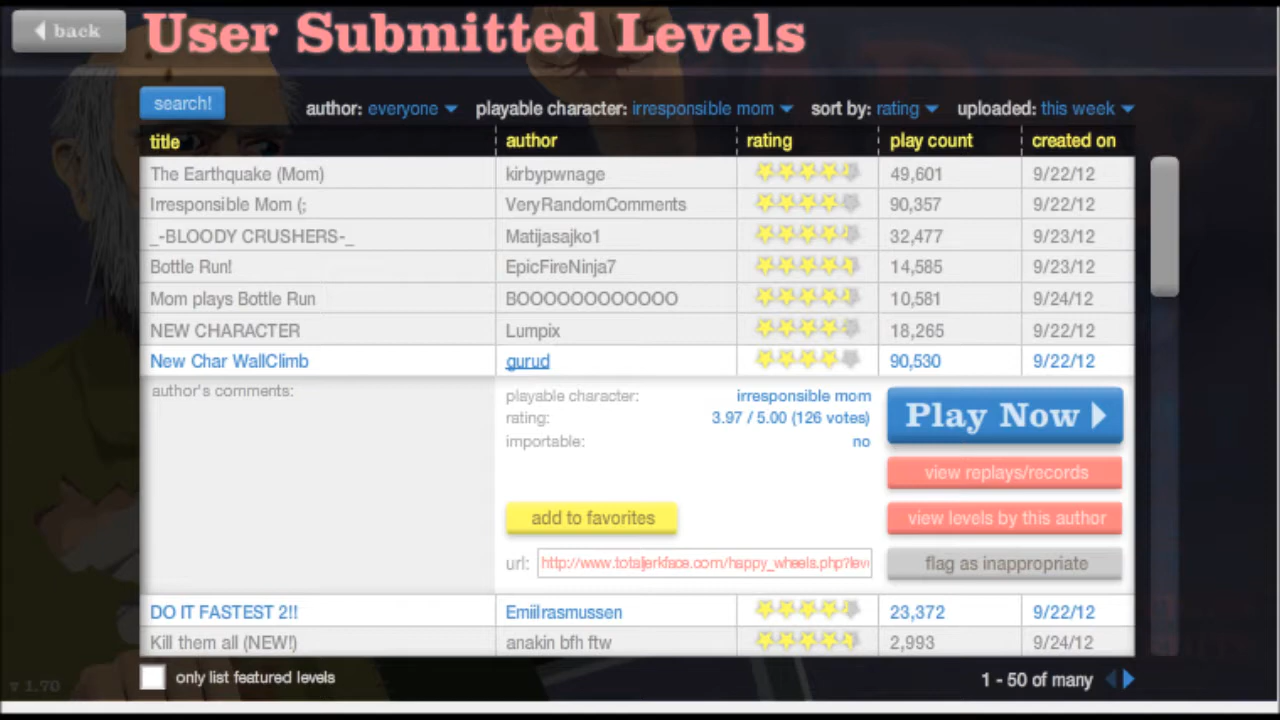 back User Submitted Levels
search! author: everyone playable character: irresponsible mom sort by: rating uploaded: this week
title author rating play count created on
The Earthquake (Mom) kirbypwnage 49,601 9/22/12
Irresponsible Mom (; VeryRandomComments 90,357 9/22/12
_-BLOODY CRUSHERS-_ Matijasajko1 32,477 9/23/12
Bottle Run! EpicFireNinja7 14,585 9/23/12
Mom plays Bottle Run BOOOOOOOOOOOO 10,581 9/24/12
NEW CHARACTER Lumpix 18,265 9/22/12
New Char WallClimb gurud 90,530 9/22/12
author's comments: playable character: irresponsible mom Play Now
rating: 3.97 / 5.00 (126 votes)
importable: no
view replays/records
add to favorites view levels by this author
url: http://www.totaljerkface.com/happy_wheels.php?lev flag as inappropriate
DO IT FASTEST 2!! Emiilrasmussen 23,372 9/22/12
Kill them all (NEW!) anakin bfh ftw 2,993 9/24/12
only list featured levels 1 - 50 of many
v 1.70